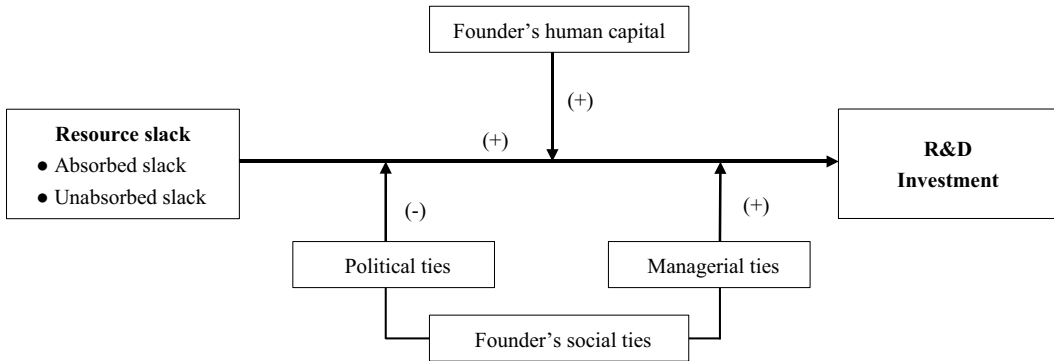 Founder’s human capital
(+)
Resource slack
● Absorbed slack
● Unabsorbed slack
(+)
R&D
Investment
(-)
(+)
Political ties
Managerial ties
Founder’s social ties